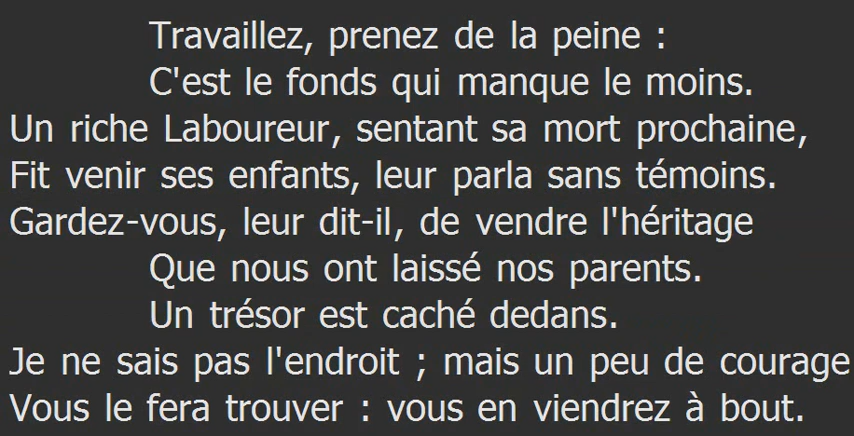 Travaillez, prenez de la peine :
C'est le fonds qui manque le moins.
Un riche Laboureur, sentant sa mort prochaine,
Fit venir ses enfants, leur parla sans témoins.
Gardez-vous, leur dit-il, de vendre l'héritage
Que nous ont laissé nos parents.
Un trésor est caché dedans.
Je ne sais pas l'endroit ; mais un peu de courage
Vous le fera trouver : vous en viendrez à bout.